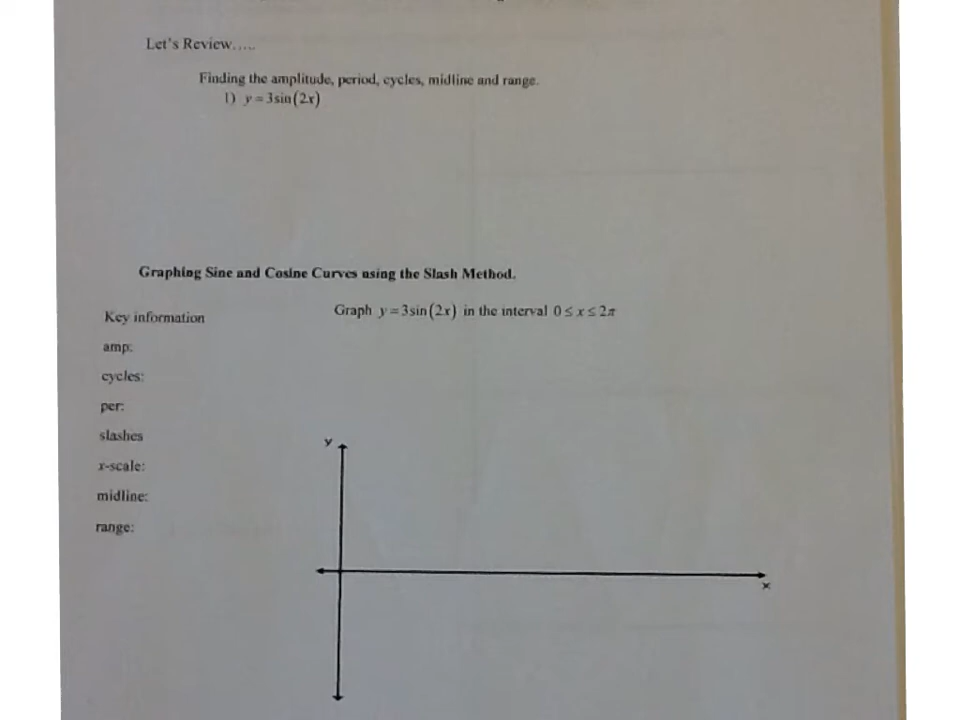 Let's Review.....
Finding the amplitude, period, cycles, midline and range.
1) y = 3sin(2x)
Graphing Sine and Cosine Curves using the Slash Method.
Key information
Graph y = 3sin(2x) in the interval 0 ≤ x ≤ 2π
amp:
cycles:
per:
slashes
x-scale:
midline:
range:
y
x